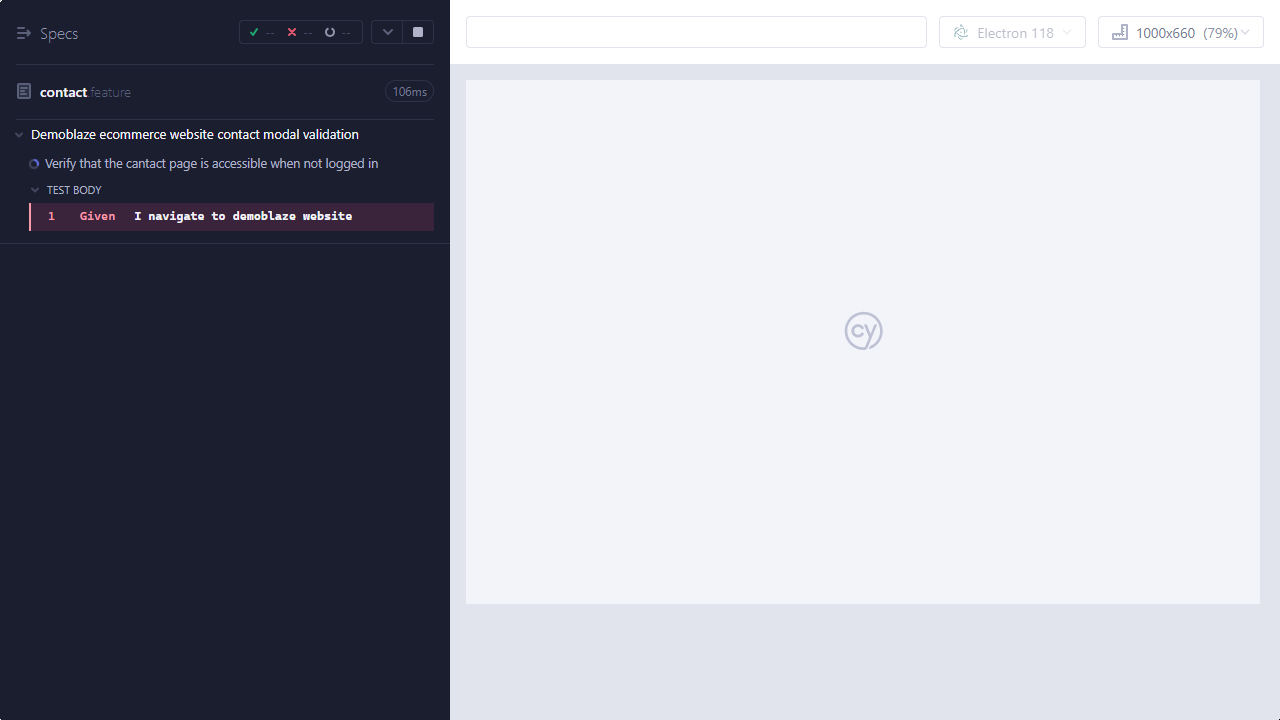 Specs
-- -- --
contact.feature
106ms
Demoblaze ecommerce website contact modal validation
Verify that the cantact page is accessible when not logged in
TEST BODY
1 Given I navigate to demoblaze website
Electron 118
1000x660 (79%)
cy